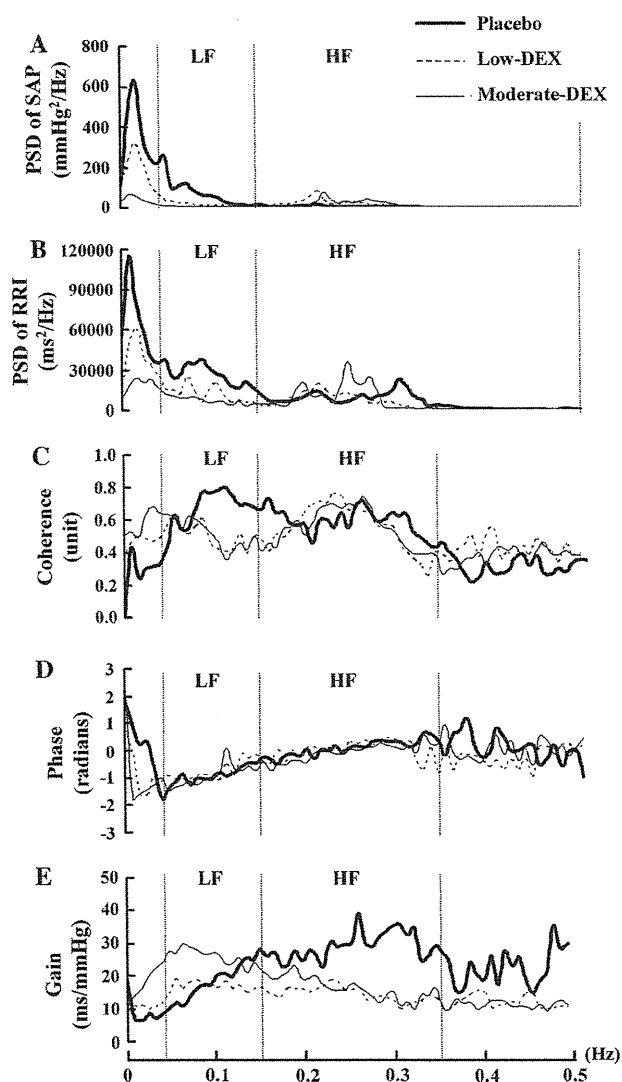 Placebo
Low-DEX
Moderate-DEX
A
LF
HF
PSD of SAP
(mmHg²/Hz)
800
600
400
200
0
B
LF
HF
PSD of RRI
(ms²/Hz)
120000
90000
60000
30000
0
C
LF
HF
Coherence
(unit)
1.0
0.8
0.6
0.4
0.2
0.0
D
LF
HF
Phase
(radians)
3
2
1
0
-1
-2
-3
E
LF
HF
Gain
(ms/mmHg)
50
40
30
20
10
0
0 0.1 0.2 0.3 0.4 0.5
(Hz)